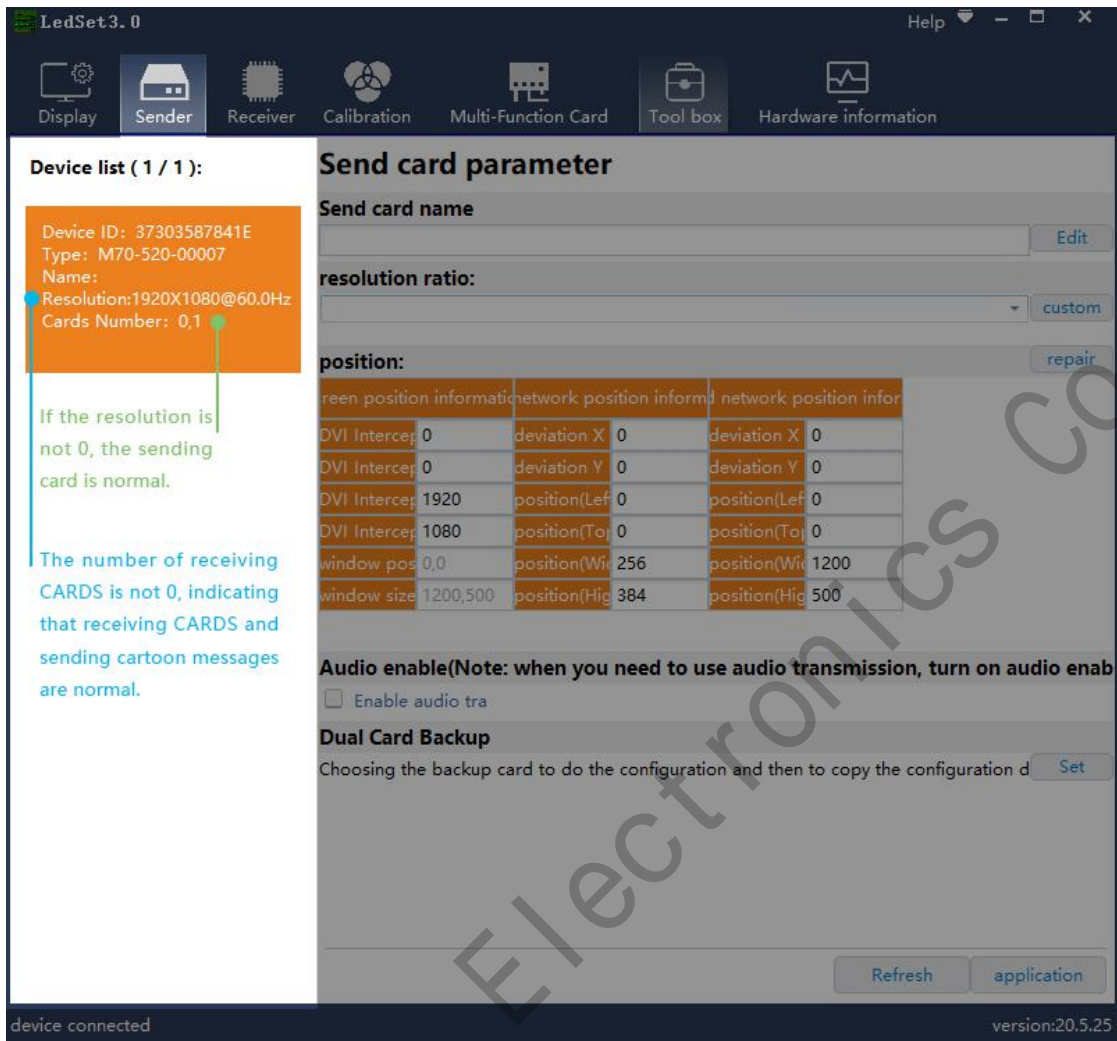 LedSet3.0
Help
Display Sender Receiver Calibration Multi-Function Card Tool box Hardware information
Device list ( 1 / 1 ):
Device ID: 37303587841E
Type: M70-520-00007
Name:
Resolution:1920X1080@60.0Hz
Cards Number: 0,1
If the resolution is
not 0, the sending
card is normal.
The number of receiving
CARDS is not 0, indicating
that receiving CARDS and
sending cartoon messages
are normal.
Send card parameter
Send card name
Edit
resolution ratio:
custom
position:
repair
reen position informatic network position inform d network position infor
DVI Intercep 0 deviation X 0 deviation X 0
DVI Intercep 0 deviation Y 0 deviation Y 0
DVI Intercep 1920 position(Lef 0 position(Lef 0
DVI Intercep 1080 position(Top 0 position(Top 0
window pos 0,0 position(Wid 256 position(Wid 1200
window size 1200,500 position(Hig 384 position(Hig 500
Audio enable(Note: when you need to use audio transmission, turn on audio enab
Enable audio tra
Dual Card Backup
Choosing the backup card to do the configuration and then to copy the configuration d Set
Refresh application
device connected version:20.5.25
Electronics Co